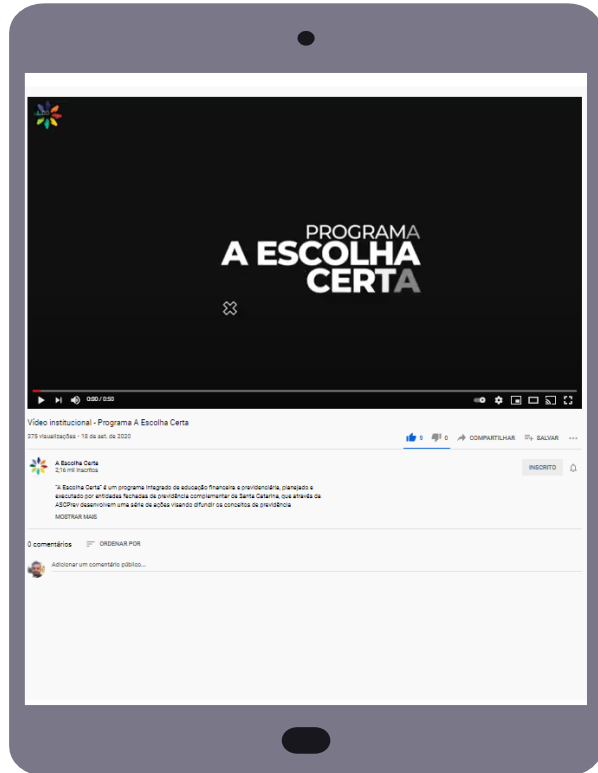 PROGRAMA
A ESCOLHA
CERTA
0:00 / 0:50
Vídeo institucional - Programa A Escolha Certa
375 visualizações • 18 de set. de 2020
9
0
COMPARTILHAR
SALVAR
A Escolha Certa
2,16 mil inscritos
INSCRITO
"A Escolha Certa" é um programa integrado de educação financeira e previdenciária, planejado e
executado por entidades fechadas de previdência complementar de Santa Catarina, que através da
ASCPrev desenvolvem uma série de ações visando difundir os conceitos de previdência
MOSTRAR MAIS
0 comentários
ORDENAR POR
Adicionar um comentário público...